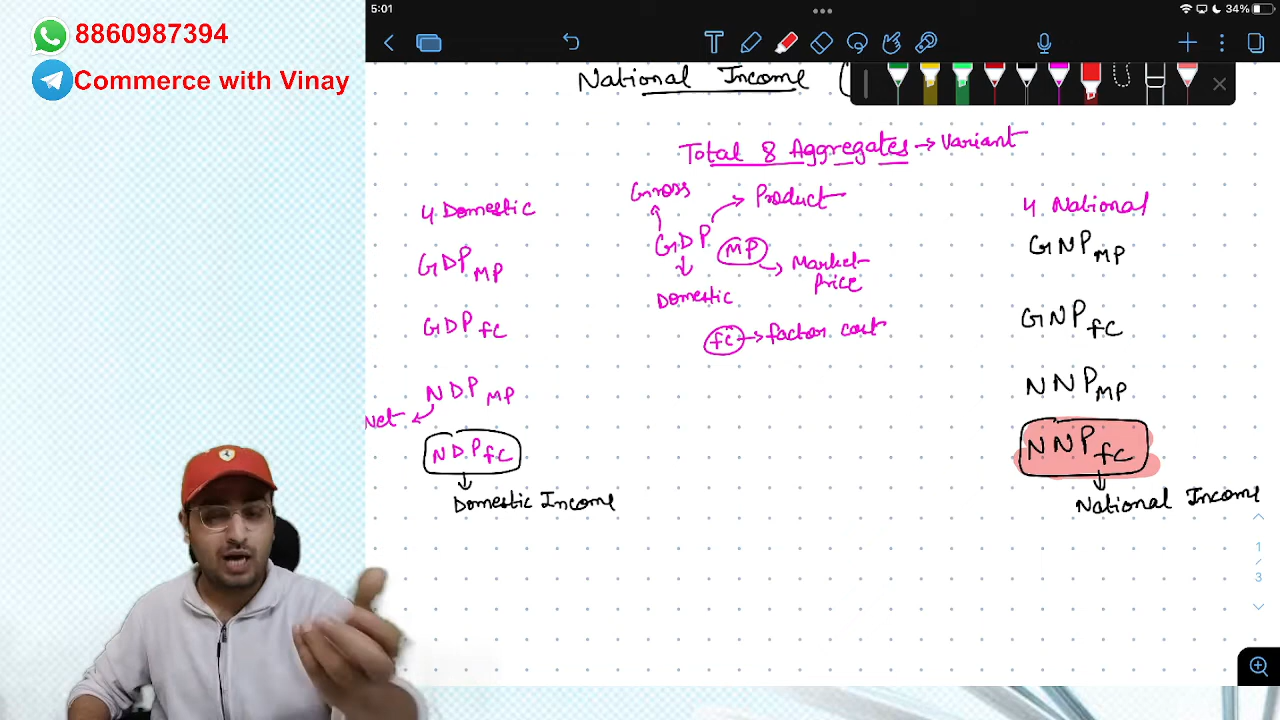 8860987394
Commerce with Vinay
5:01
34%
National Income
Total 8 Aggregates → Variant
4 Domestic
GDP MP
GDP fC
NDP MP
Net
NDP fC
Domestic Income
Gross
Product
GDP
MP
Market
Price
Domestic
fc → factor cost
4 National
GNP MP
GNP fC
NNP MP
NNP fC
National Income
1
/
3